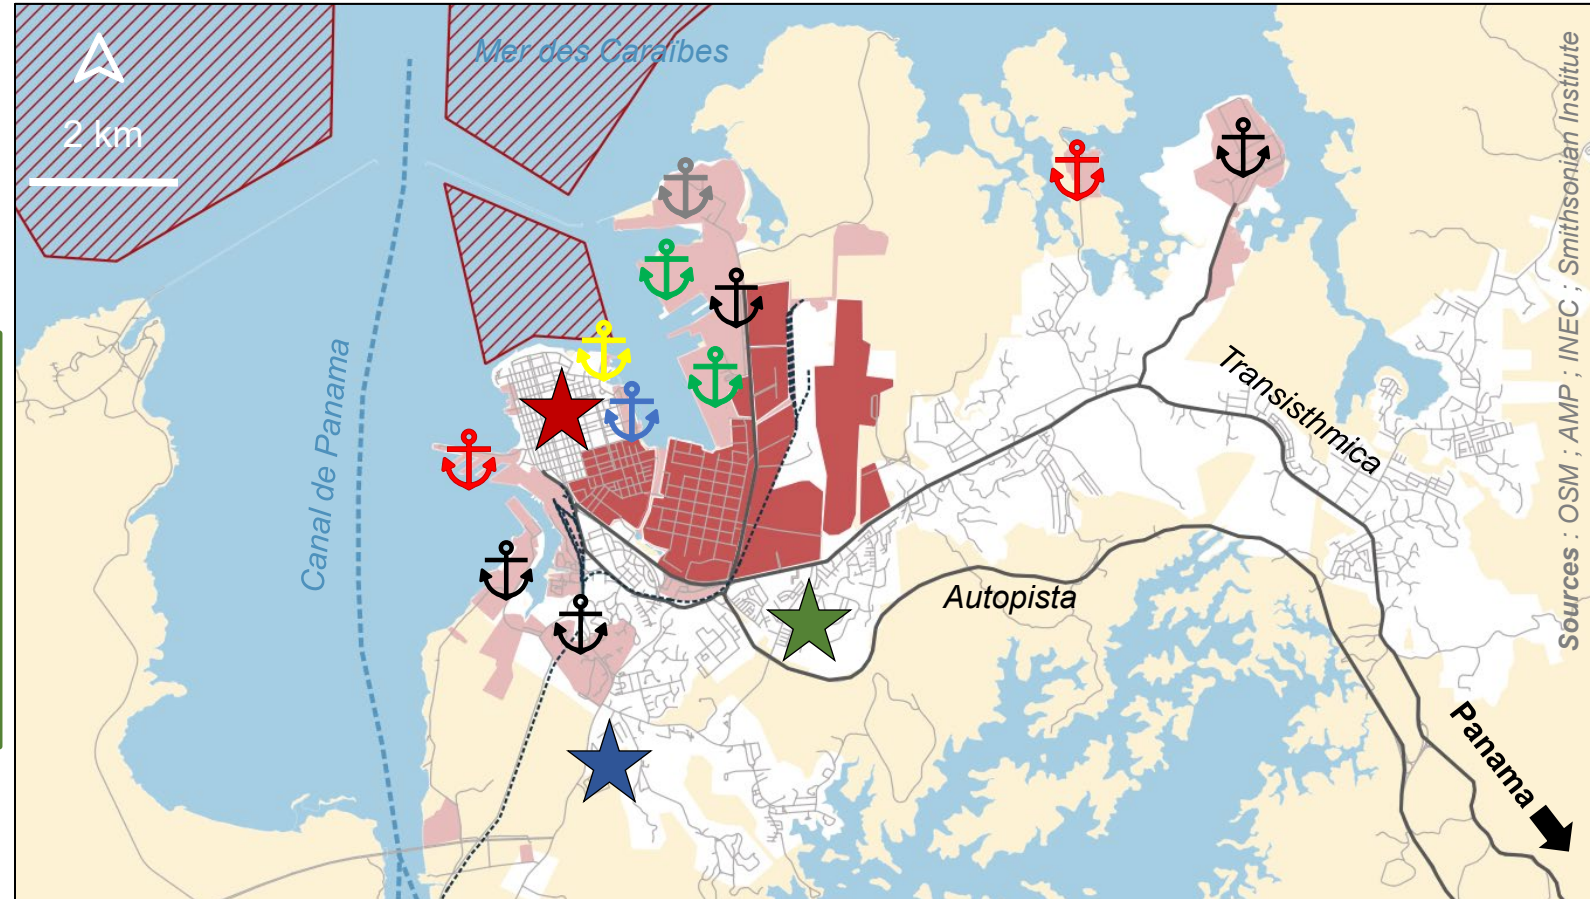 Mer des Caraïbes
2 km
Canal de Panama
Transisthmica
Autopista
Panama
Sources : OSM ; AMP ; INEC ; Smithsonian Institute